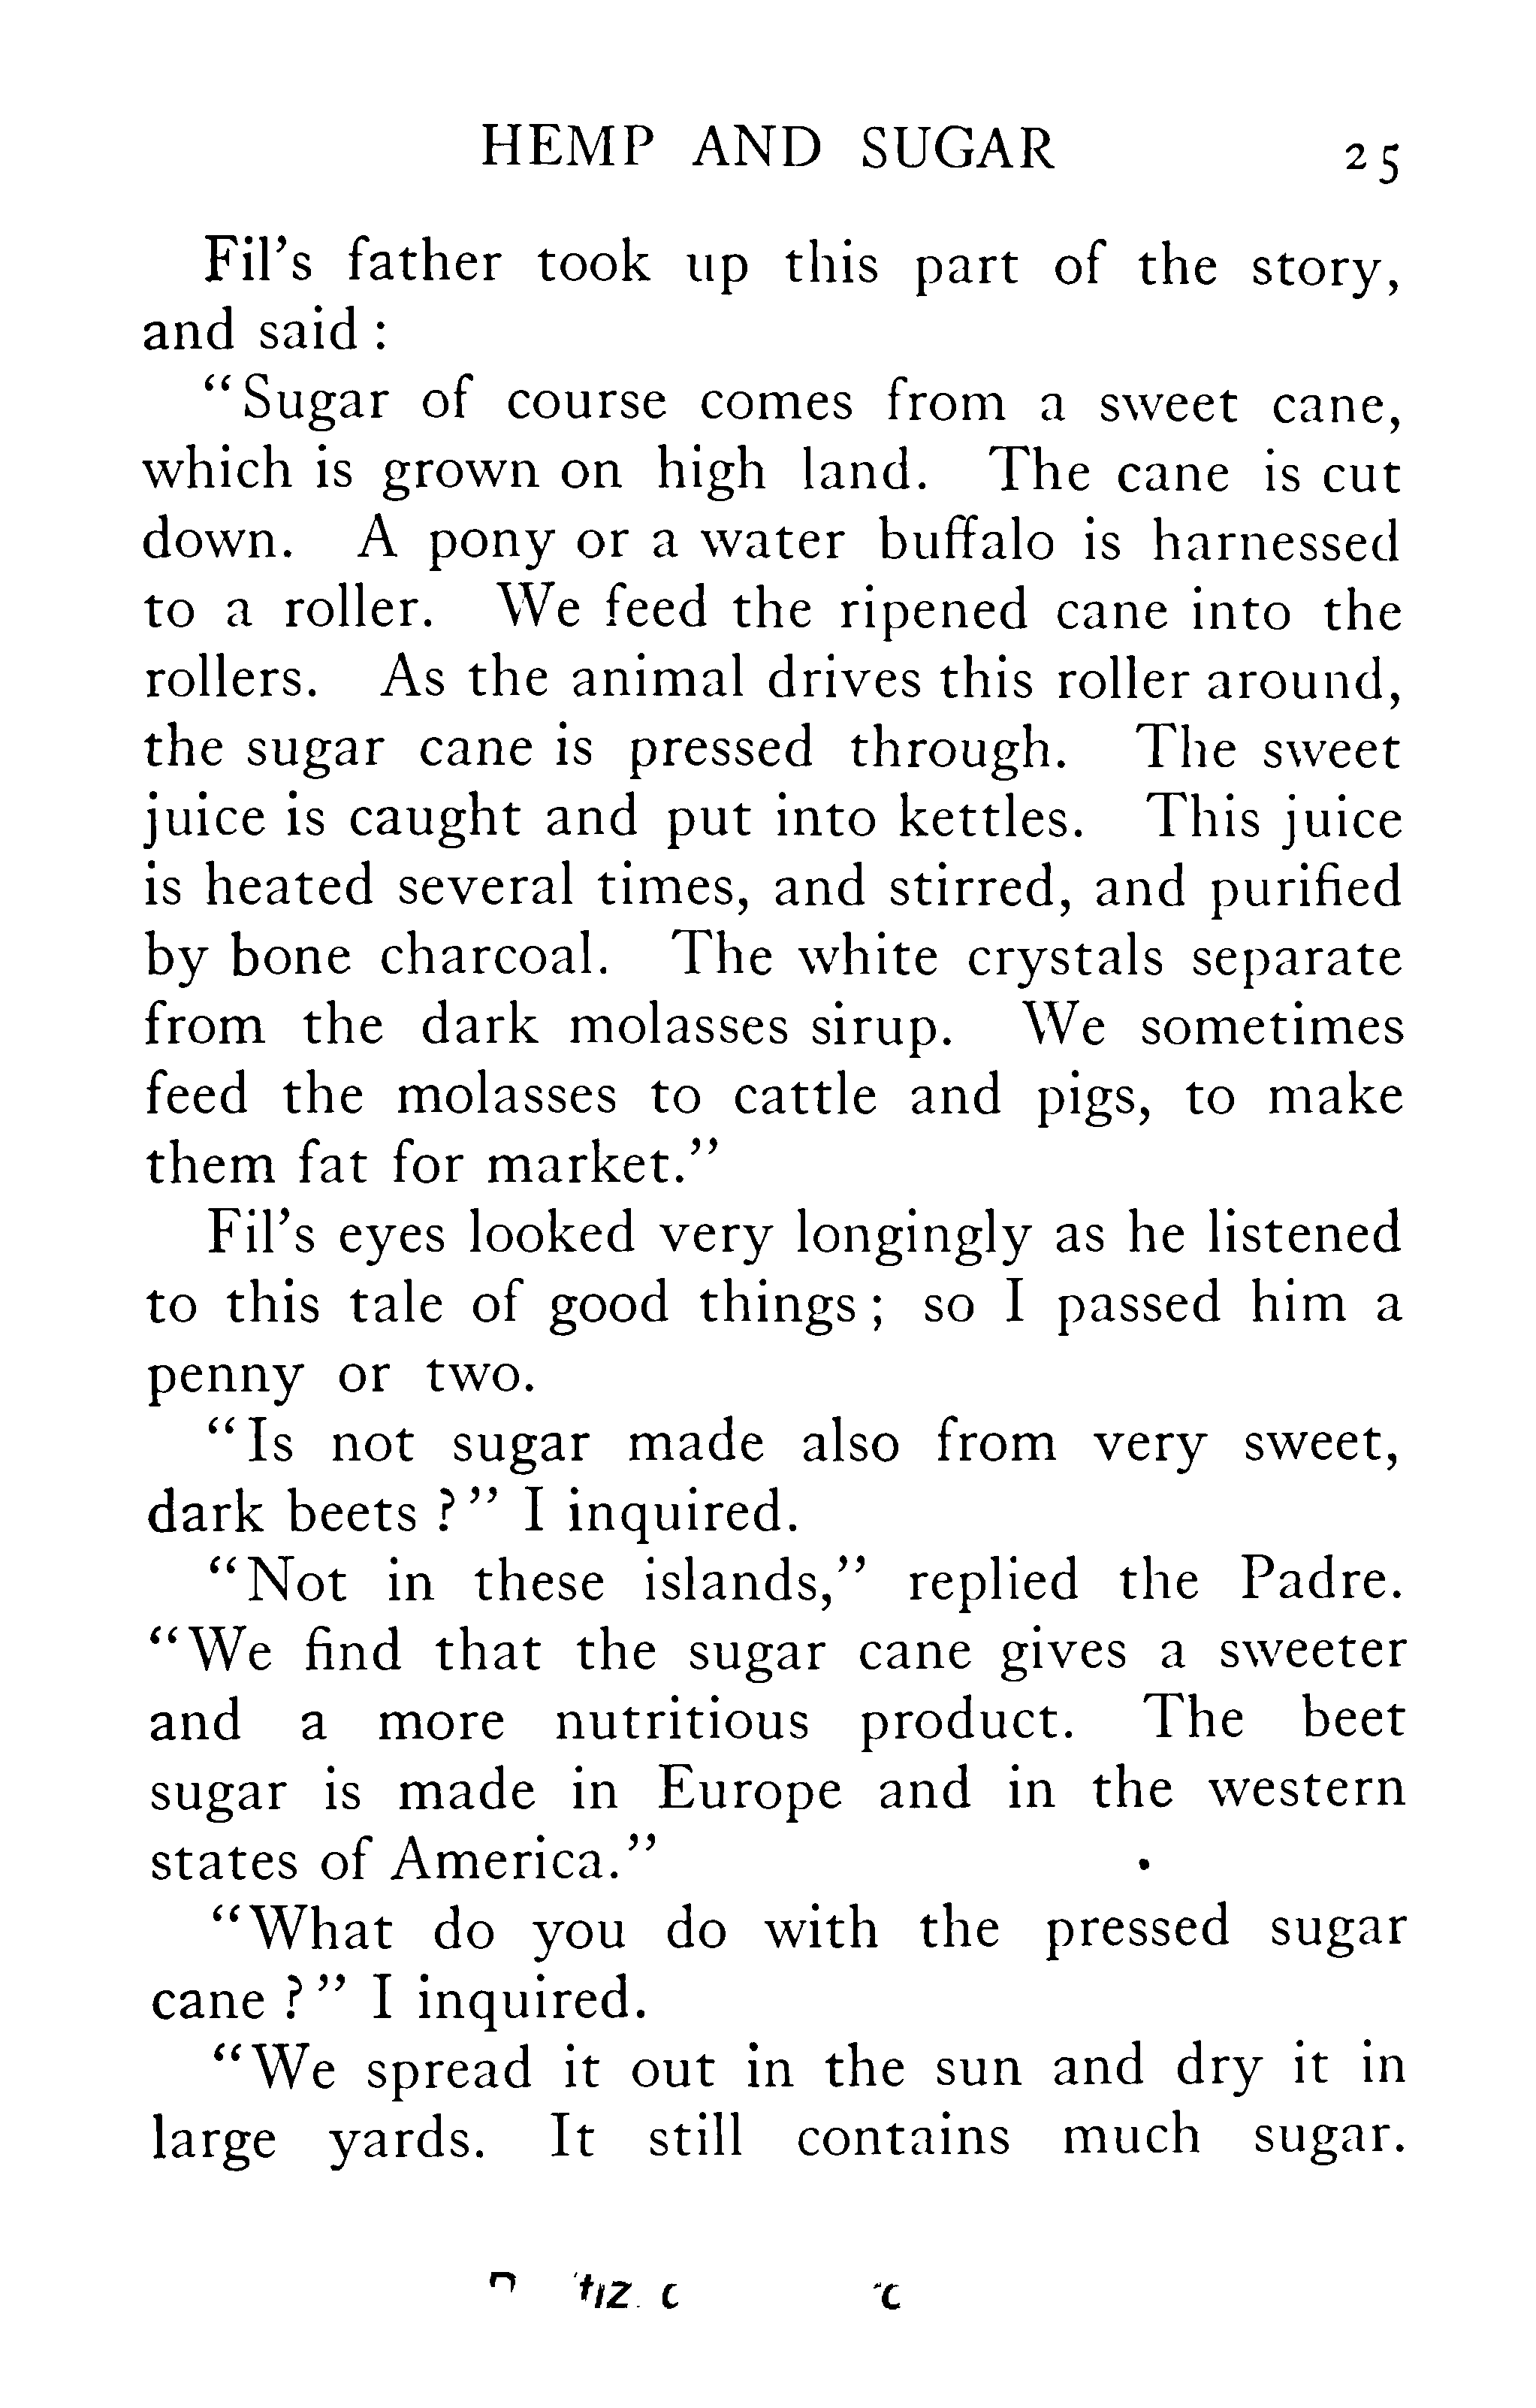 HEMP AND SUGAR 25
Fil's father took up this part of the story,
and said :
"Sugar of course comes from a sweet cane,
which is grown on high land. The cane is cut
down. A pony or a water buffalo is harnessed
to a roller. We feed the ripened cane into the
rollers. As the animal drives this roller around,
the sugar cane is pressed through. The sweet
juice is caught and put into kettles. This juice
is heated several times, and stirred, and purified
by bone charcoal. The white crystals separate
from the dark molasses sirup. We sometimes
feed the molasses to cattle and pigs, to make
them fat for market."
Fil's eyes looked very longingly as he listened
to this tale of good things ; so I passed him a
penny or two.
"Is not sugar made also from very sweet,
dark beets ?" I inquired.
"Not in these islands," replied the Padre.
"We find that the sugar cane gives a sweeter
and a more nutritious product. The beet
sugar is made in Europe and in the western
states of America."
"What do you do with the pressed sugar
cane ?" I inquired.
"We spread it out in the sun and dry it in
large yards. It still contains much sugar.